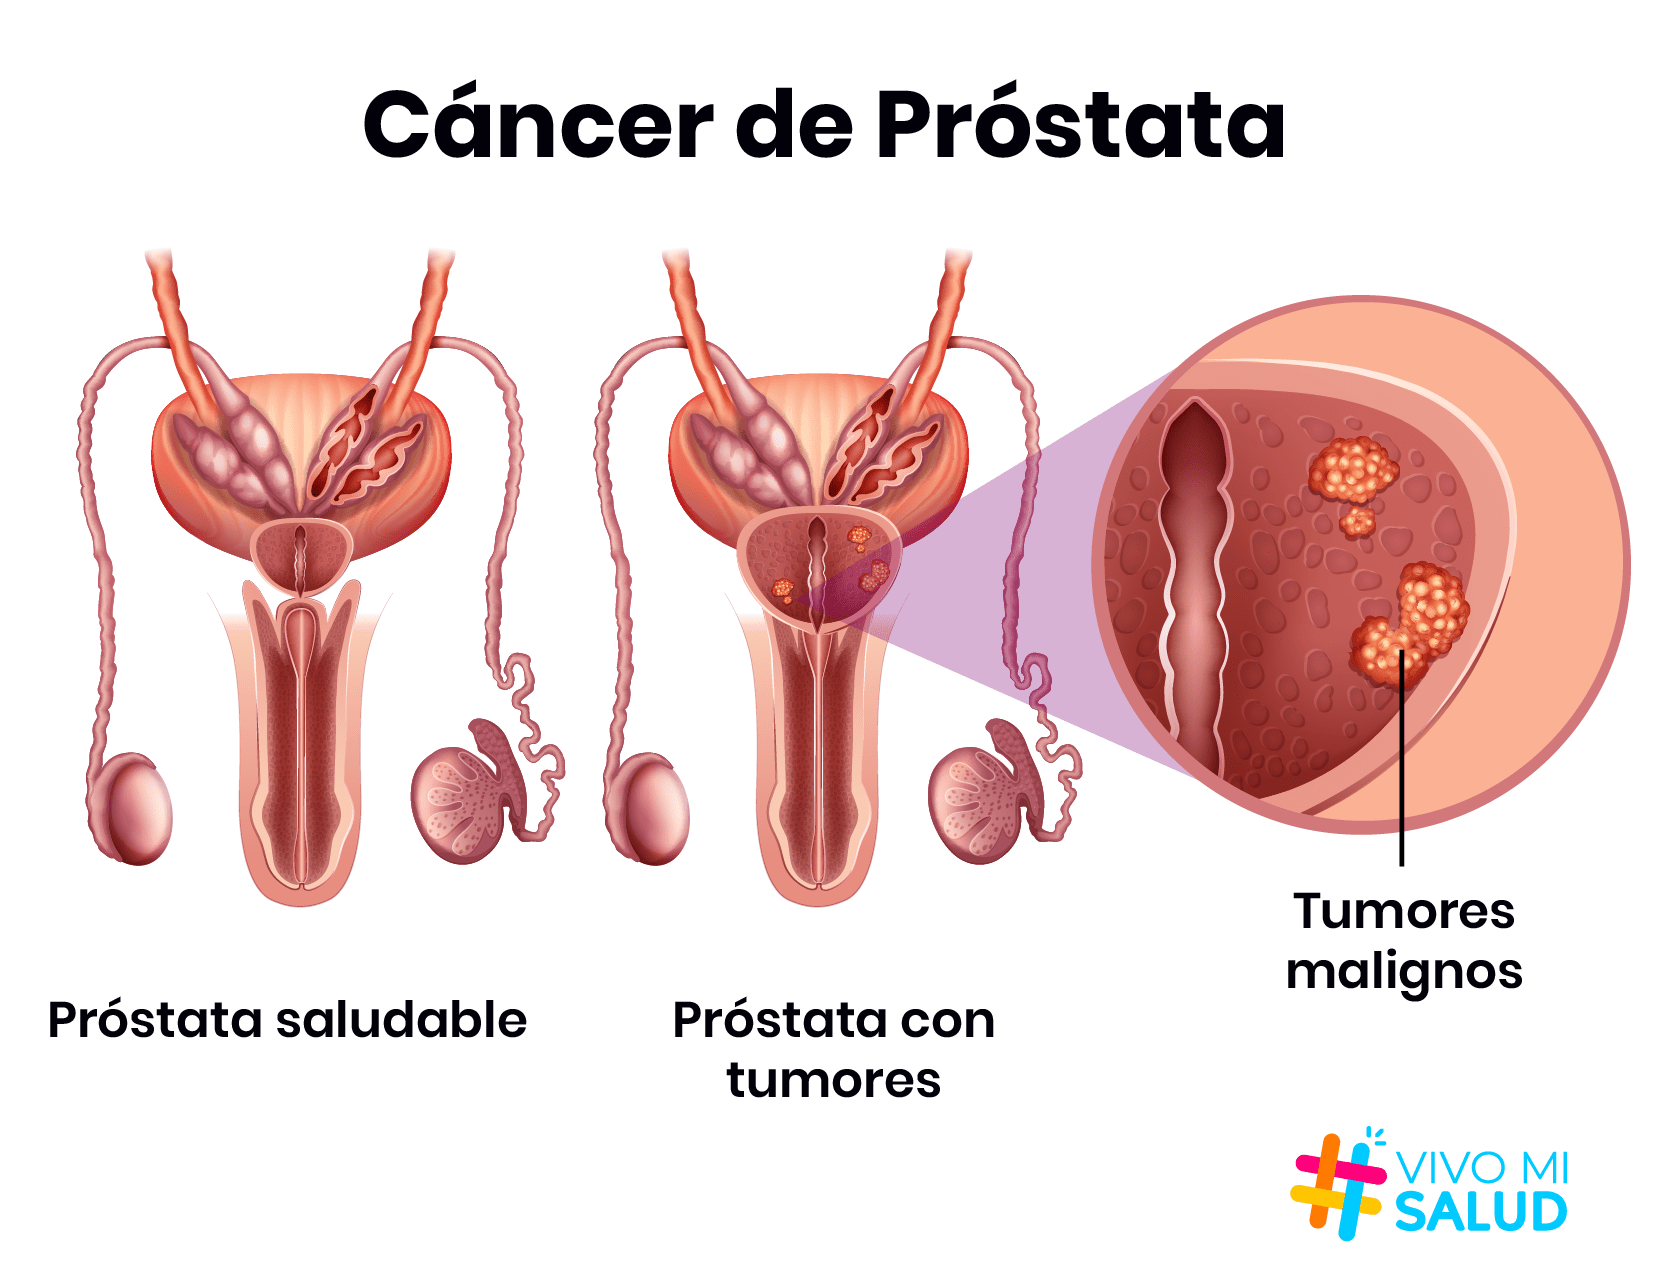 Cáncer de Próstata
Tumores
malignos
Próstata saludable
Próstata con
tumores
VIVO MI
SALUD